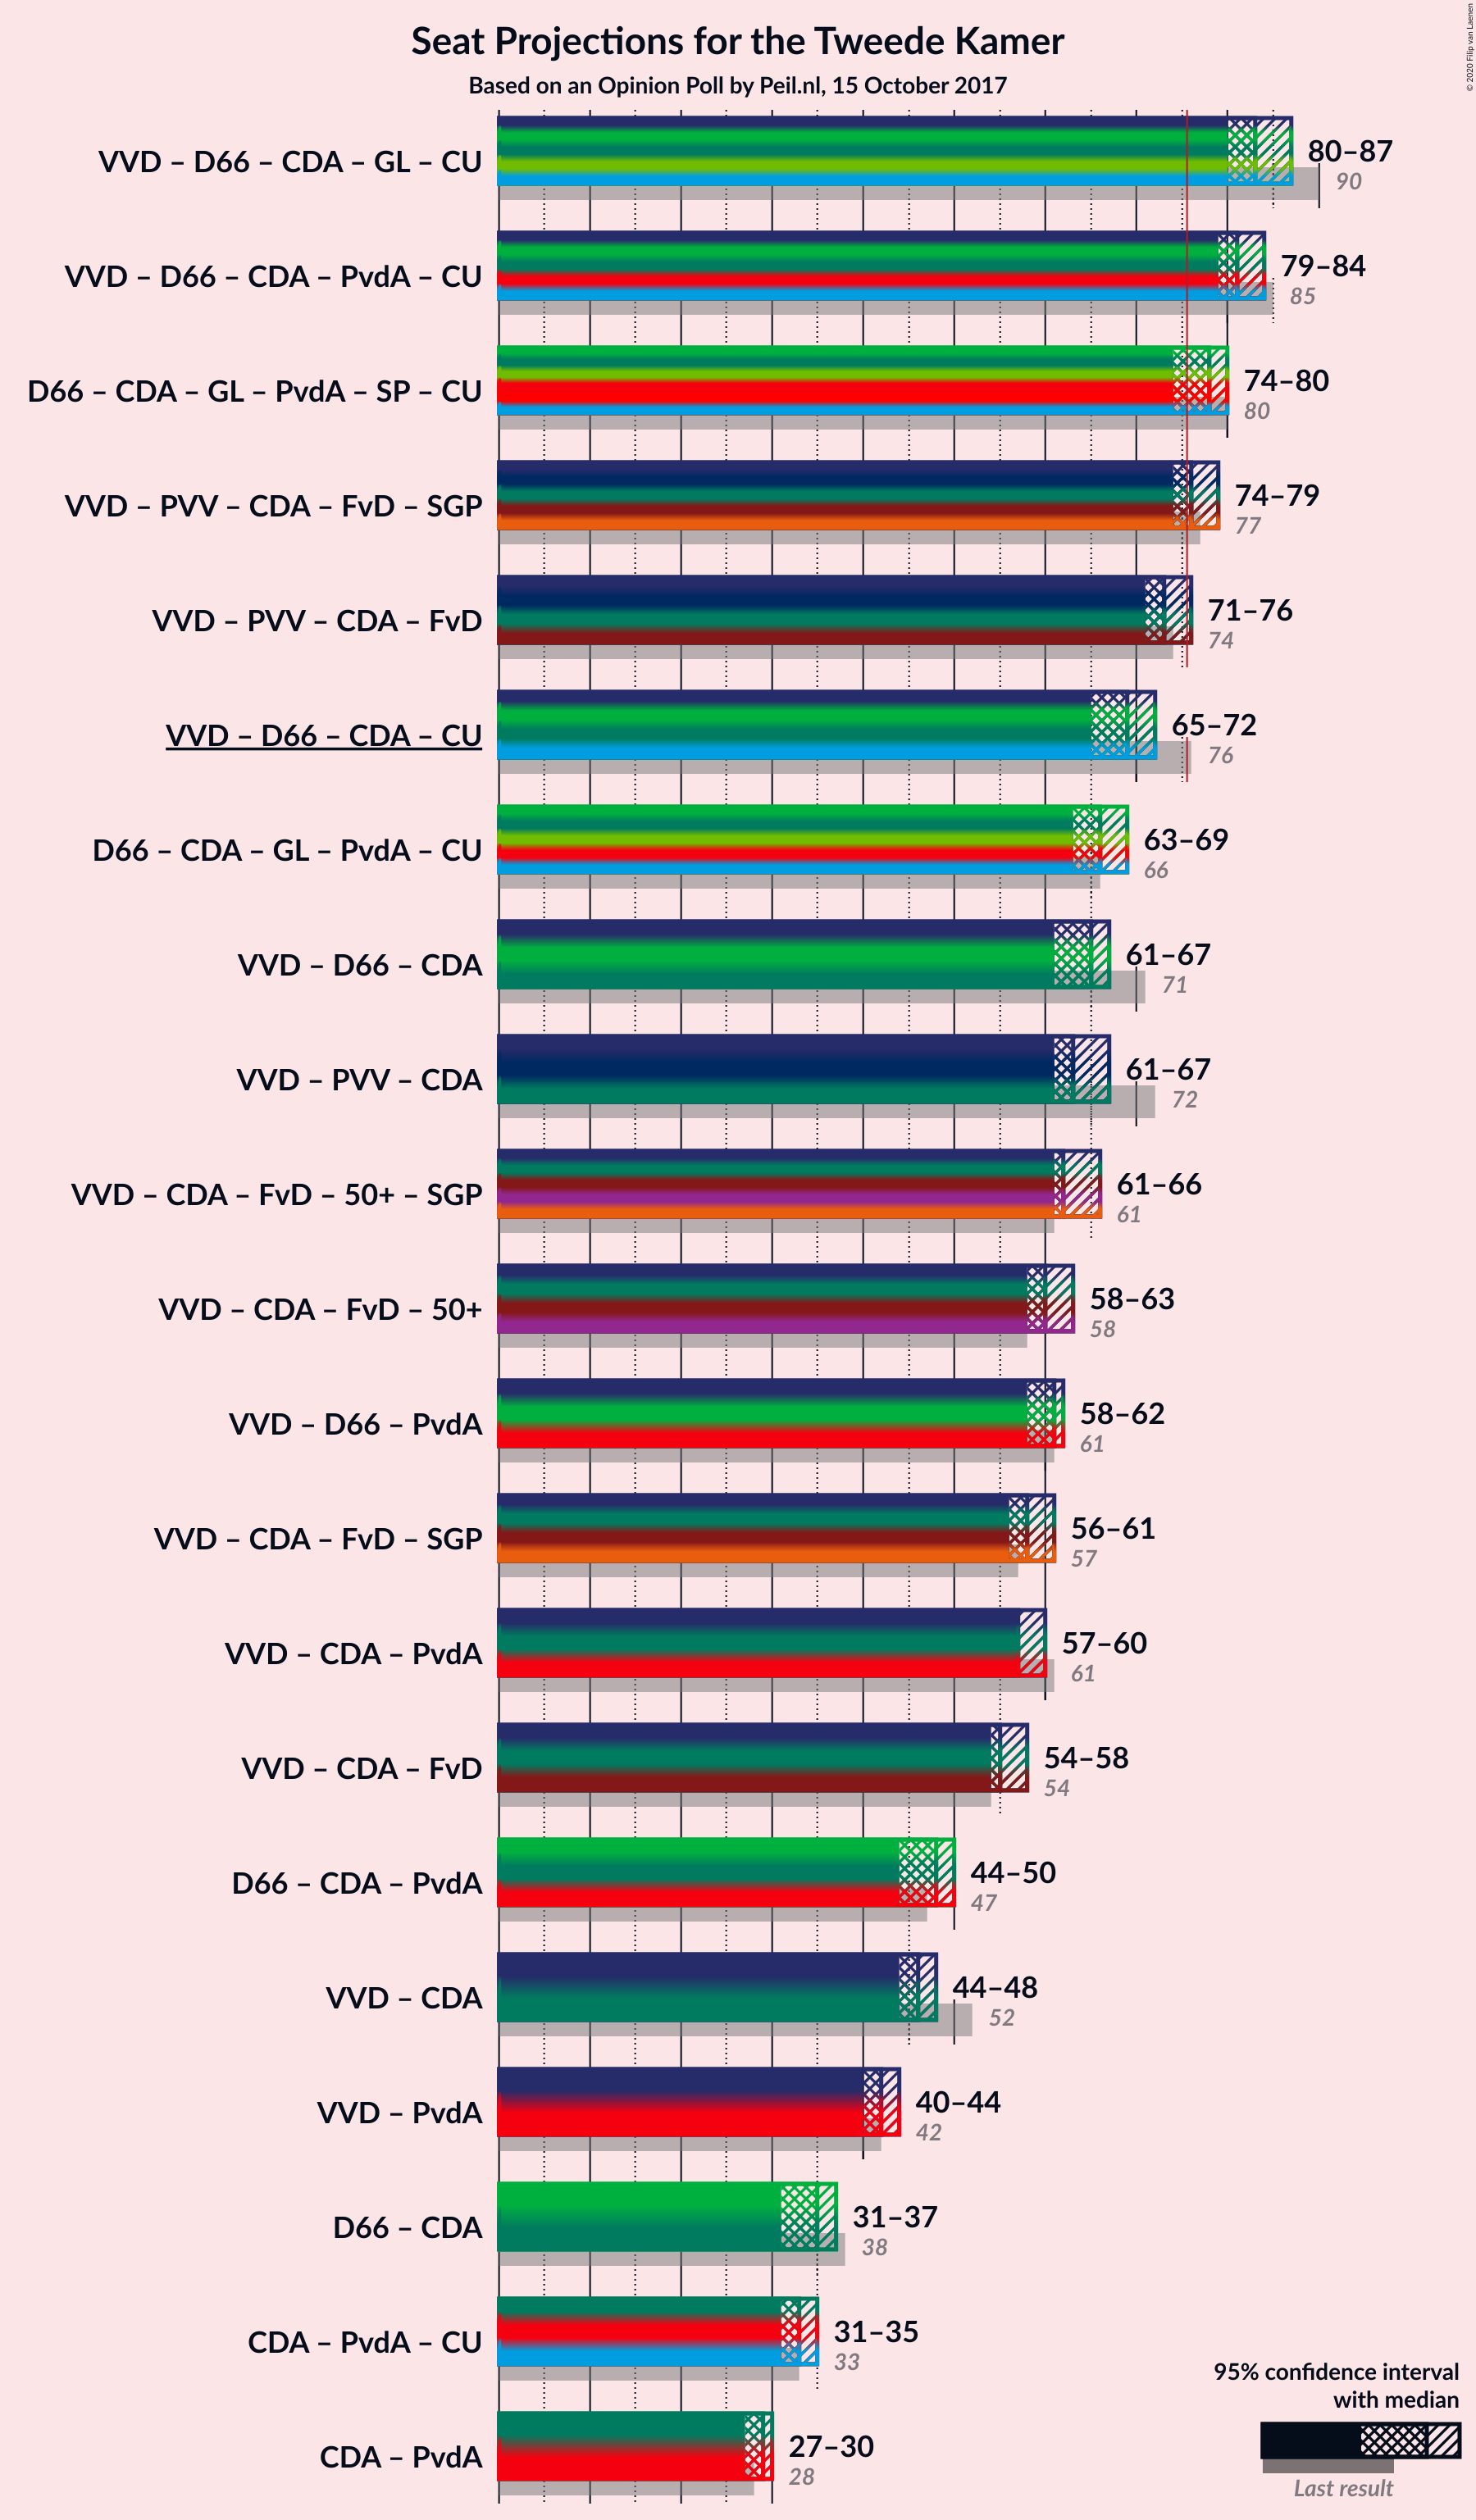 Seat Projections for the Tweede Kamer
Based on an Opinion Poll by Peil.nl, 15 October 2017
© 2020 Filip van Laenen
VVD – D66 – CDA – GL – CU
80–87
90
VVD – D66 – CDA – PvdA – CU
79–84
85
D66 – CDA – GL – PvdA – SP – CU
74–80
80
VVD – PVV – CDA – FvD – SGP
74–79
77
VVD – PVV – CDA – FvD
71–76
74
VVD – D66 – CDA – CU
65–72
76
D66 – CDA – GL – PvdA – CU
63–69
66
VVD – D66 – CDA
61–67
71
VVD – PVV – CDA
61–67
72
VVD – CDA – FvD – 50+ – SGP
61–66
61
VVD – CDA – FvD – 50+
58–63
58
VVD – D66 – PvdA
58–62
61
VVD – CDA – FvD – SGP
56–61
57
VVD – CDA – PvdA
57–60
61
VVD – CDA – FvD
54–58
54
D66 – CDA – PvdA
44–50
47
VVD – CDA
44–48
52
VVD – PvdA
40–44
42
D66 – CDA
31–37
38
CDA – PvdA – CU
31–35
33
CDA – PvdA
27–30
28
95% confidence interval
with median
Last result